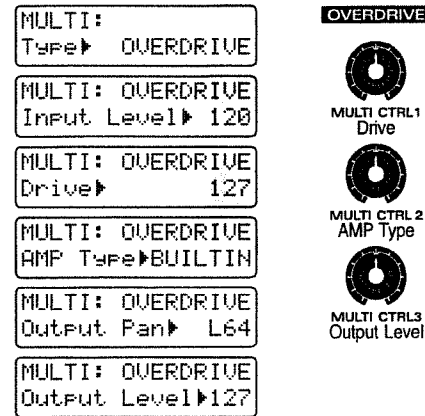 MULTI:
Type▶ OVERDRIVE
MULTI: OVERDRIVE
Input Level▶ 120
MULTI: OVERDRIVE
Drive▶ 127
MULTI: OVERDRIVE
AMP Type▶BUILTIN
MULTI: OVERDRIVE
Output Pan▶ L64
MULTI: OVERDRIVE
Output Level▶127
OVERDRIVE
MULTI CTRL1
Drive
MULTI CTRL2
AMP Type
MULTI CTRL3
Output Level